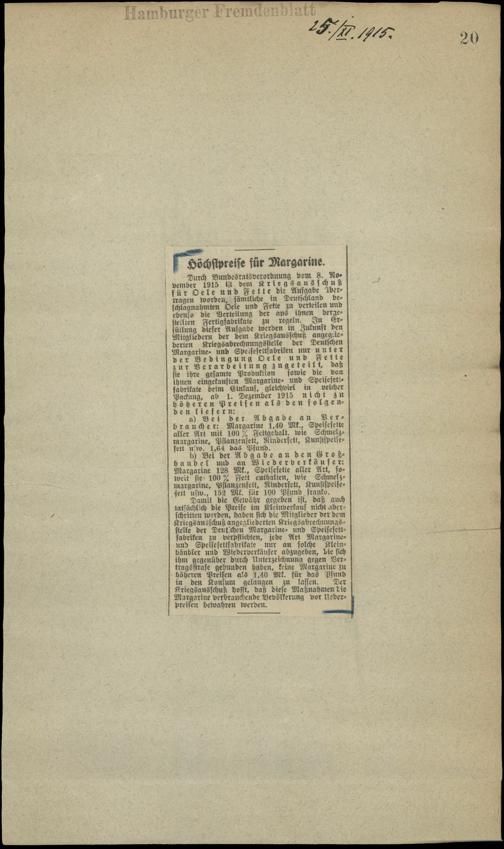 Hamburger Fremdenblatt
25./XI. 1915.
20
Höchstpreise für Margarine.
Durch Bundesratsverordnung vom 8. No-
vember 1915 ist dem Kriegsausschuß
für Oele und Fette die Aufgabe über-
tragen worden, sämtliche in Deutschland be-
schlagnahmten Oele und Fette zu verteilen und
ebenso die Verteilung der aus ihnen herge-
stellten Fertigfabrikate zu regeln. In Er-
füllung dieser Aufgabe werden in Zukunft den
Mitgliedern der dem Kriegsausschuß angeglie-
derten Kriegsabrechnungsstelle der Deutschen
Margarine- und Speisefettfabriken nur unter
der Bedingung Oele und Fette
zur Verarbeitung zugeteilt, daß
sie ihre gesamte Produktion sowie die von
ihnen eingekauften Margarine- und Speisefett-
fabrikate beim Einkauf, gleichviel in welcher
Packung, ab 1. Dezember 1915 nicht zu
höheren Preisen als den folgen-
den liefern:
a) Bei der Abgabe an Ver-
braucher: Margarine 1,40 Mk., Speisefette
aller Art mit 100 % Fettgehalt, wie Schmelz-
margarine, Pflanzenfett, Rinderfett, Kunstspeise-
fett usw. 1,64 das Pfund.
b) Bei der Abgabe an den Groß-
handel und an Wiederverkäufer:
Margarine 128 Mk., Speisefette aller Art, so-
weit sie 100 % Fett enthalten, wie Schmelz-
margarine, Pflanzenfett, Rinderfett, Kunstspeise-
fett usw., 152 Mk. für 100 Pfund franko.
Damit die Gewähr gegeben ist, daß auch
tatsächlich die Preise im Kleinverkauf nicht über-
schritten werden, haben sich die Mitglieder der dem
Kriegsausschuß angegliederten Kriegsabrechnungs-
stelle der Deutschen Margarine- und Speisefett-
fabriken zu verpflichten, jede Art Margarine-
und Speisefettfabrikate nur an solche Klein-
händler und Wiederverkäufer abzugeben, die sich
ihm gegenüber durch Unterzeichnung gegen Ver-
tragsstrafe gebunden haben, keine Margarine zu
höheren Preisen als 1,40 Mk. für das Pfund
in den Konsum gelangen zu lassen. Der
Kriegsausschuß hofft, daß diese Maßnahmen die
Margarine verbrauchende Bevölkerung vor Ueber-
preisen bewahren werden.